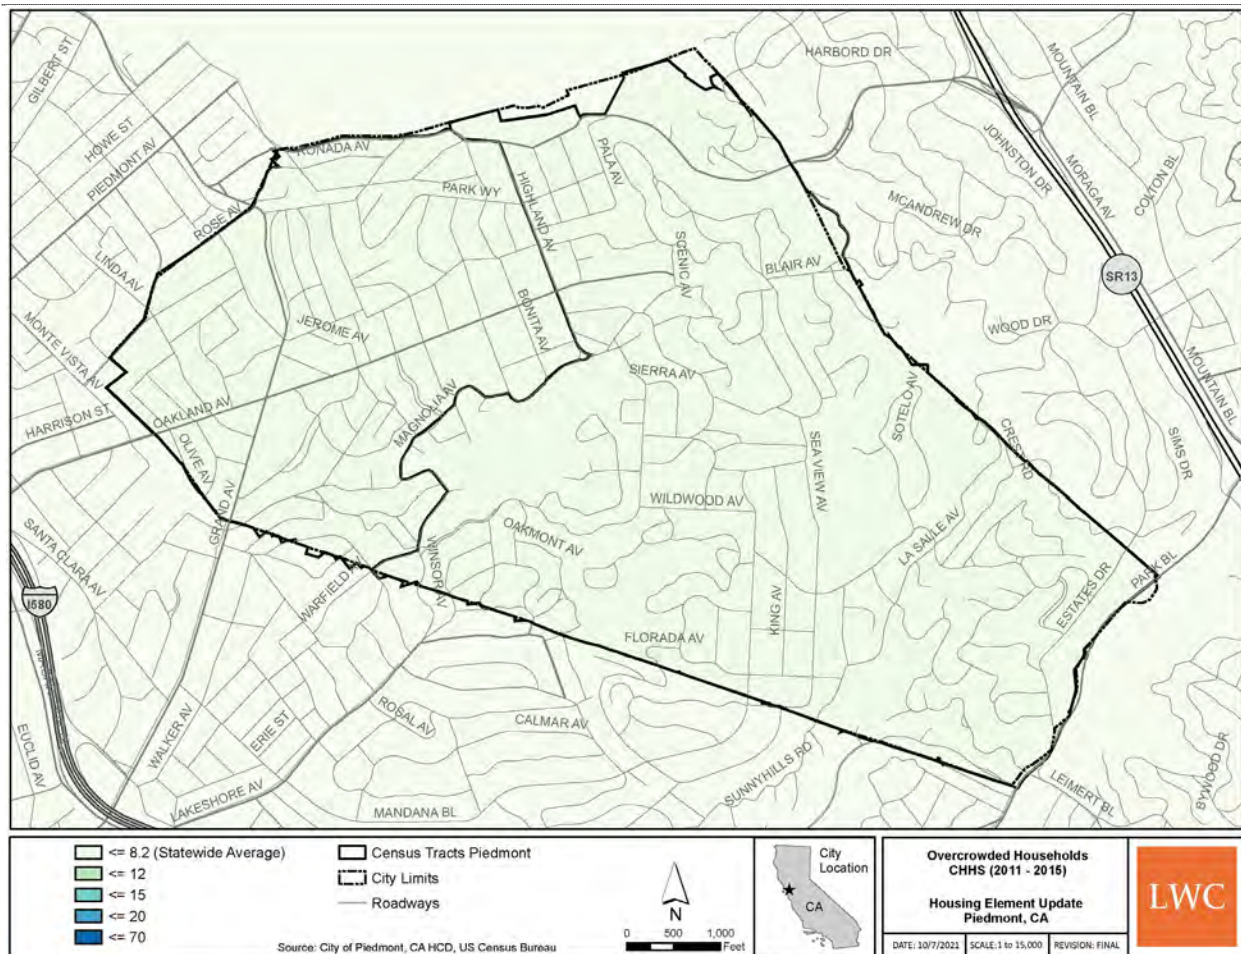 HARBORD DR
MOUNTAIN BL
GILBERT ST
HOWE ST
PIEDMONT AV
RONADA AV
PARK WY
HIGHLAND AV
PALA AV
JOHNSTON DR
MORAGA AV
COLTON BL
MCANDREW DR
ROSE AV
LINDA AV
SCENIC AV
BLAIR AV
SR13
MONTE VISTA AV
JEROME AV
BONITA AV
WOOD DR
MOUNTAIN BL
SIERRA AV
MAGNOLIA AV
HARRISON ST
OAKLAND AV
OLIVE AV
SOTELO AV
SEA VIEW AV
CREST RD
SIMS DR
GRAND AV
WILDWOOD AV
OAKMONT AV
LA SALLE AV
SANTA CLARA AV
WARFIELD AV
WINSOR AV
I580
KING AV
ESTATES DR
PARK BL
FLORADA AV
EUCLID AV
WALKER AV
ERIE ST
ROSAL AV
CALMAR AV
SUNNYHILLS RD
LAKESHORE AV
MANDANA BL
LEIMERT BL
BYWOOD DR
<= 8.2 (Statewide Average)
<= 12
<= 15
<= 20
<= 70
Census Tracts Piedmont
City Limits
Roadways
Source: City of Piedmont, CA HCD, US Census Bureau
N
0 500 1,000
Feet
City
Location
CA
Overcrowded Households
CHHS (2011 - 2015)
Housing Element Update
Piedmont, CA
DATE: 10/7/2021 SCALE:1 to 15,000 REVISION: FINAL
LWC